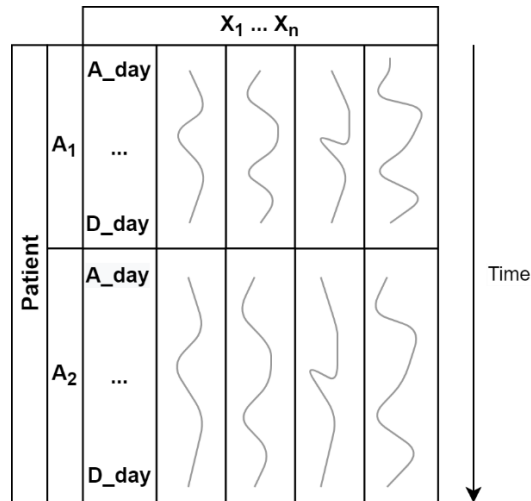 X₁ ... Xₙ
Patient
A₁
A_day
...
D_day
A₂
A_day
...
D_day
Time